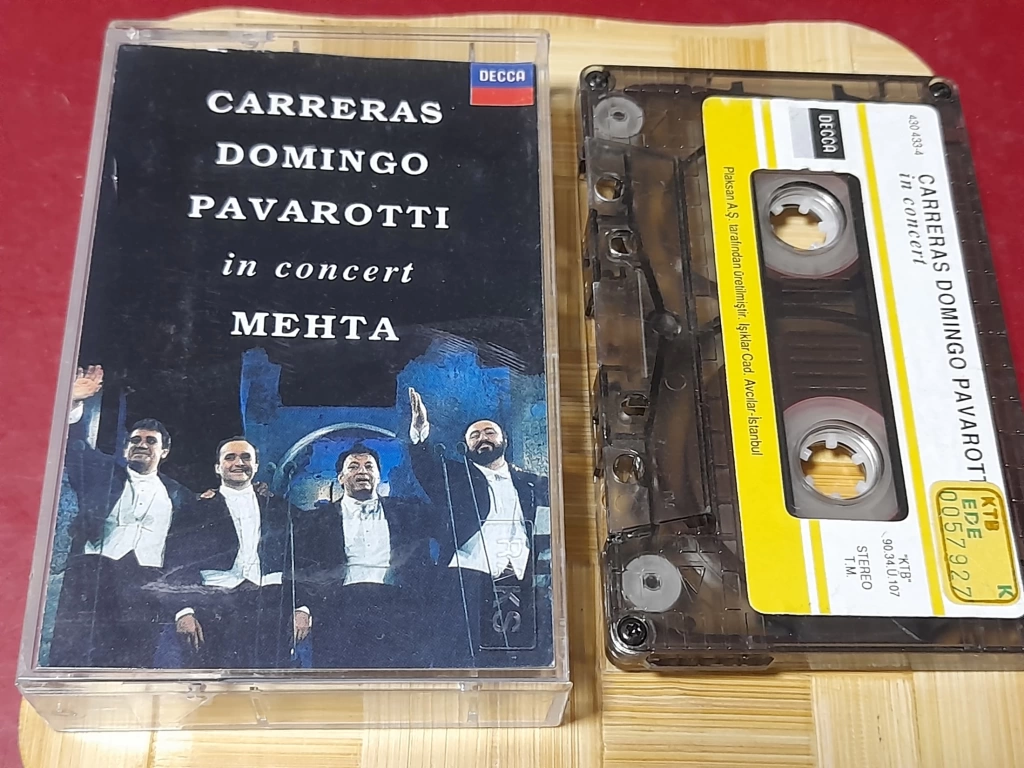 DECCA
CARRERAS
DOMINGO
PAVAROTTI
in concert
MEHTA
RAKS
DECCA
430 433-4
CARRERAS DOMINGO PAVAROTTI
in concert
Plaksan A.Ş. tarafından üretilmiştir. Işıklar Cad. Avcılar-İstanbul
"KTB"
90.34.Ü.107
STEREO
T.M.
KTB
EDE
0057927
K